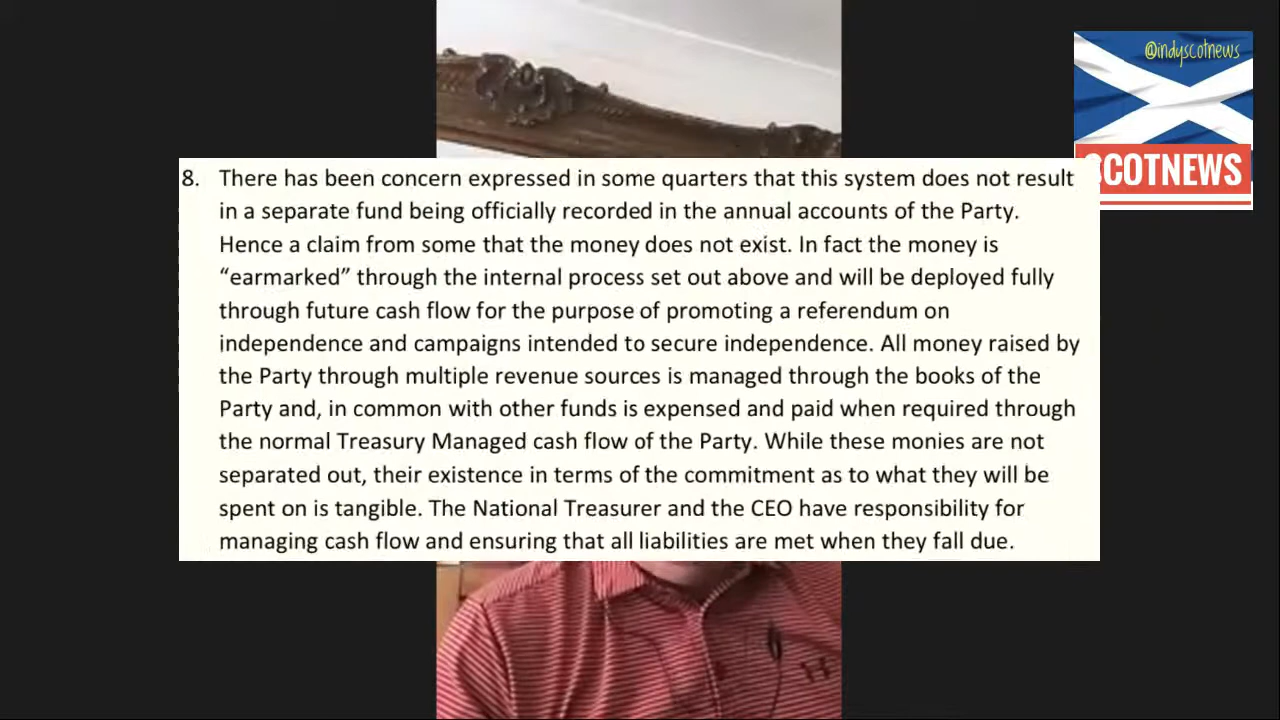 @indyscotnews
SCOTNEWS
8. There has been concern expressed in some quarters that this system does not result
in a separate fund being officially recorded in the annual accounts of the Party.
Hence a claim from some that the money does not exist. In fact the money is
“earmarked” through the internal process set out above and will be deployed fully
through future cash flow for the purpose of promoting a referendum on
independence and campaigns intended to secure independence. All money raised by
the Party through multiple revenue sources is managed through the books of the
Party and, in common with other funds is expensed and paid when required through
the normal Treasury Managed cash flow of the Party. While these monies are not
separated out, their existence in terms of the commitment as to what they will be
spent on is tangible. The National Treasurer and the CEO have responsibility for
managing cash flow and ensuring that all liabilities are met when they fall due.